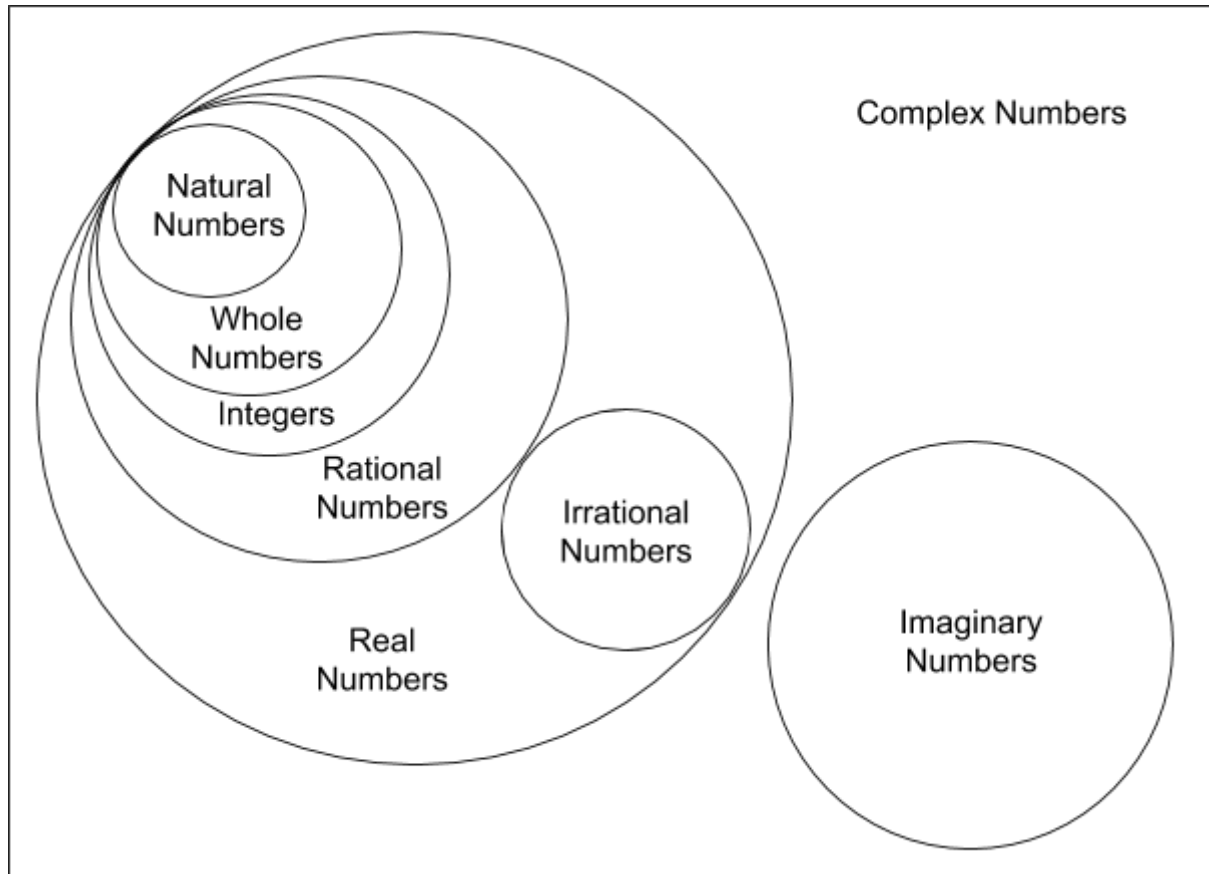 Complex Numbers
Natural
Numbers
Whole
Numbers
Integers
Rational
Numbers
Irrational
Numbers
Real
Numbers
Imaginary
Numbers